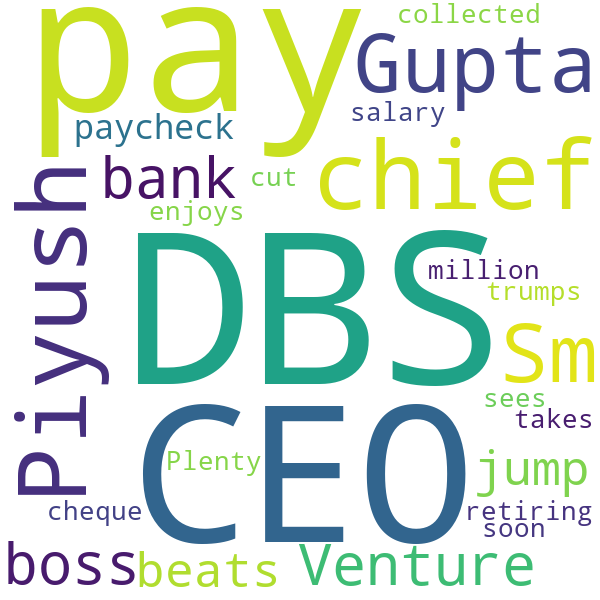 collected
pay
Gupta
salary
paycheck
chief
bank
cut
Piyush
enjoys
DBS
million
trumps
Sm
sees
CEO
takes
Plenty
jump
cheque
retiring
soon
boss
beats
Venture